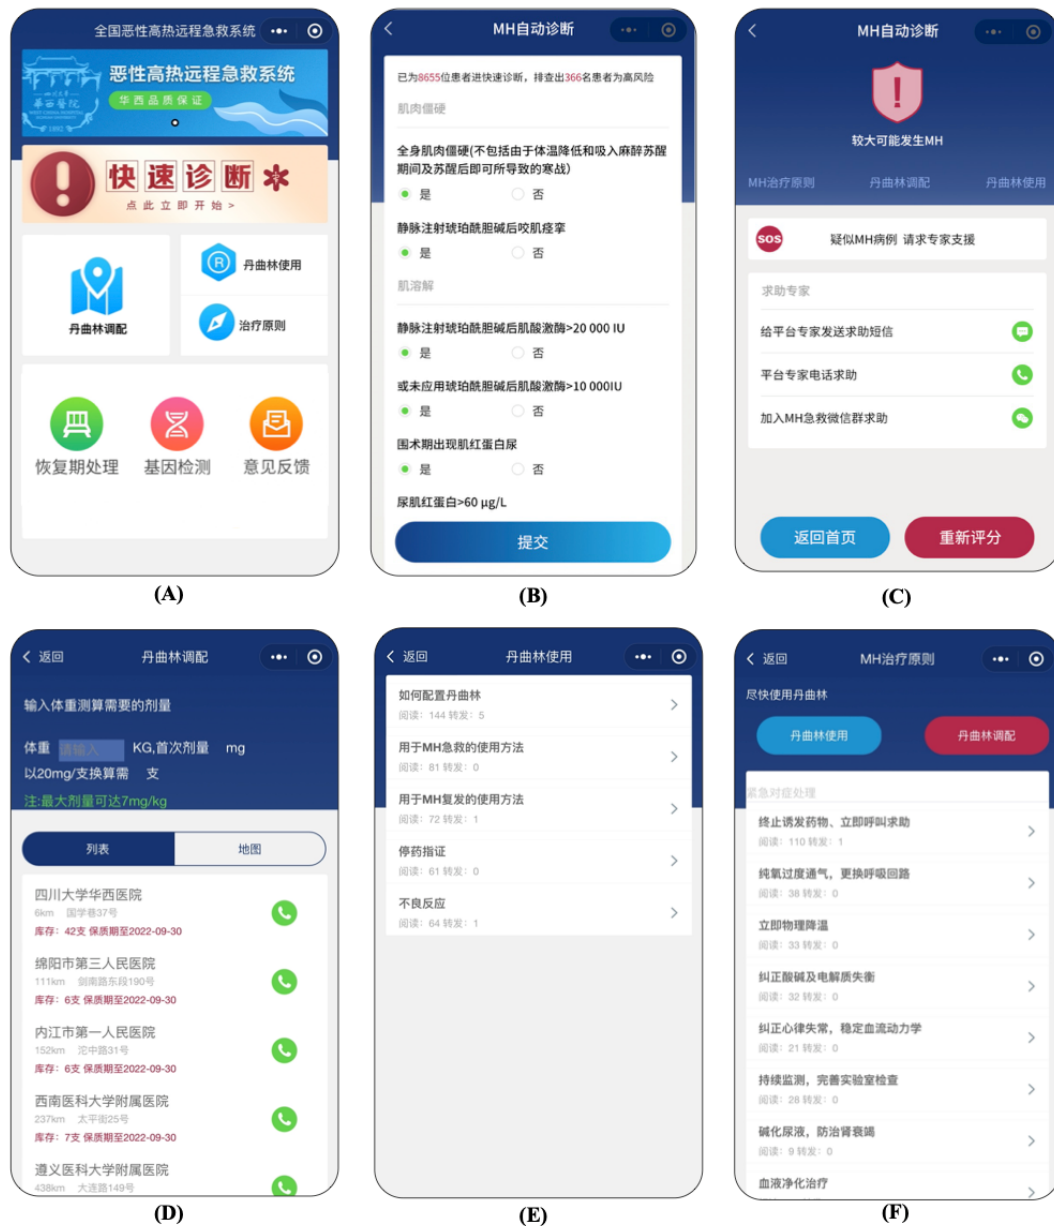 全国恶性高热远程急救系统
恶性高热远程急救系统
華西醫院
华西品质保证
1892
快速诊断
点此立即开始>
丹曲林调配
丹曲林使用
治疗原则
恢复期处理
基因检测
意见反馈
(A)
MH自动诊断
已为8655位患者进快速诊断，排查出366名患者为高风险
肌肉僵硬
全身肌肉僵硬(不包括由于体温降低和吸入麻醉苏醒
期间及苏醒后即可所导致的寒战)
是 否
静脉注射琥珀酰胆碱后咬肌痉挛
是 否
肌溶解
静脉注射琥珀酰胆碱后肌酸激酶>20 000 IU
是 否
或未应用琥珀酰胆碱后肌酸激酶>10 000IU
是 否
围术期出现肌红蛋白尿
是 否
尿肌红蛋白>60 μg/L
提交
(B)
MH自动诊断
较大可能发生MH
MH治疗原则 丹曲林调配 丹曲林使用
SOS 疑似MH病例 请求专家支援
求助专家
给平台专家发送求助短信
平台专家电话求助
加入MH急救微信群求助
返回首页 重新评分
(C)
返回 丹曲林调配
输入体重测算需要的剂量
体重 请输入 KG,首次剂量 mg
以20mg/支换算需 支
注:最大剂量可达7mg/kg
列表 地图
四川大学华西医院
6km 国学巷37号
库存：42支 保质期至2022-09-30
绵阳市第三人民医院
111km 剑南路东段190号
库存：6支 保质期至2022-09-30
内江市第一人民医院
152km 沱中路31号
库存：6支 保质期至2022-09-30
西南医科大学附属医院
237km 太平街25号
库存：7支 保质期至2022-09-30
遵义医科大学附属医院
438km 大连路149号
(D)
返回 丹曲林使用
如何配置丹曲林
阅读：144 转发：5
用于MH急救的使用方法
阅读：81 转发：0
用于MH复发的使用方法
阅读：72 转发：1
停药指证
阅读：61 转发：0
不良反应
阅读：64 转发：1
(E)
返回 MH治疗原则
尽快使用丹曲林
丹曲林使用 丹曲林调配
紧急对症处理
终止诱发药物、立即呼叫求助
阅读：110 转发：1
纯氧过度通气，更换呼吸回路
阅读：38 转发：0
立即物理降温
阅读：33 转发：0
纠正酸碱及电解质失衡
阅读：32 转发：0
纠正心律失常，稳定血流动力学
阅读：21 转发：0
持续监测，完善实验室检查
阅读：28 转发：0
碱化尿液，防治肾衰竭
阅读：9 转发：0
血液净化治疗
(F)